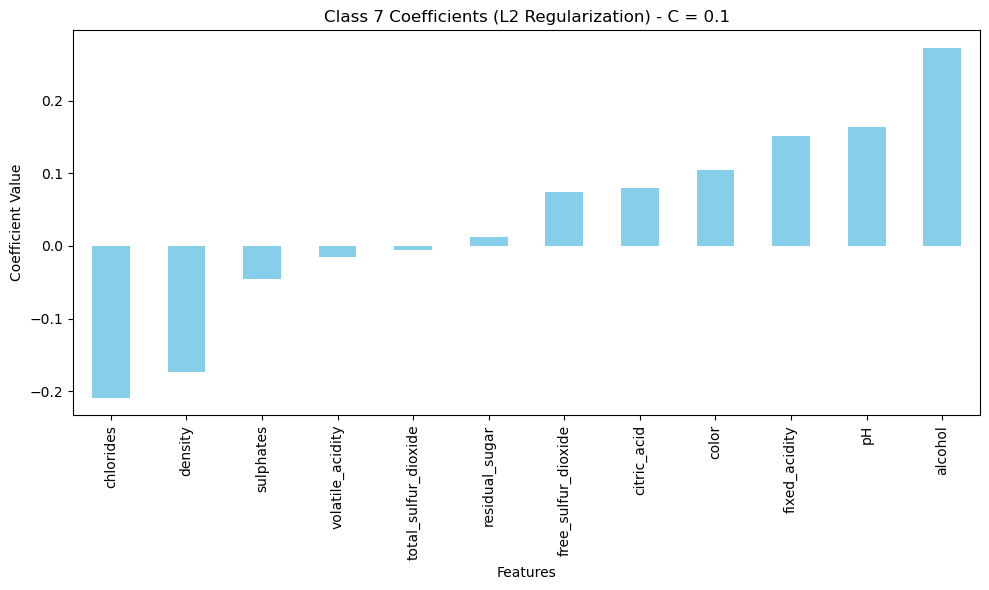 Class 7 Coefficients (L2 Regularization) - C = 0.1
Coefficient Value
0.2
0.1
0.0
−0.1
−0.2
chlorides
density
sulphates
volatile_acidity
total_sulfur_dioxide
residual_sugar
free_sulfur_dioxide
citric_acid
color
fixed_acidity
pH
alcohol
Features